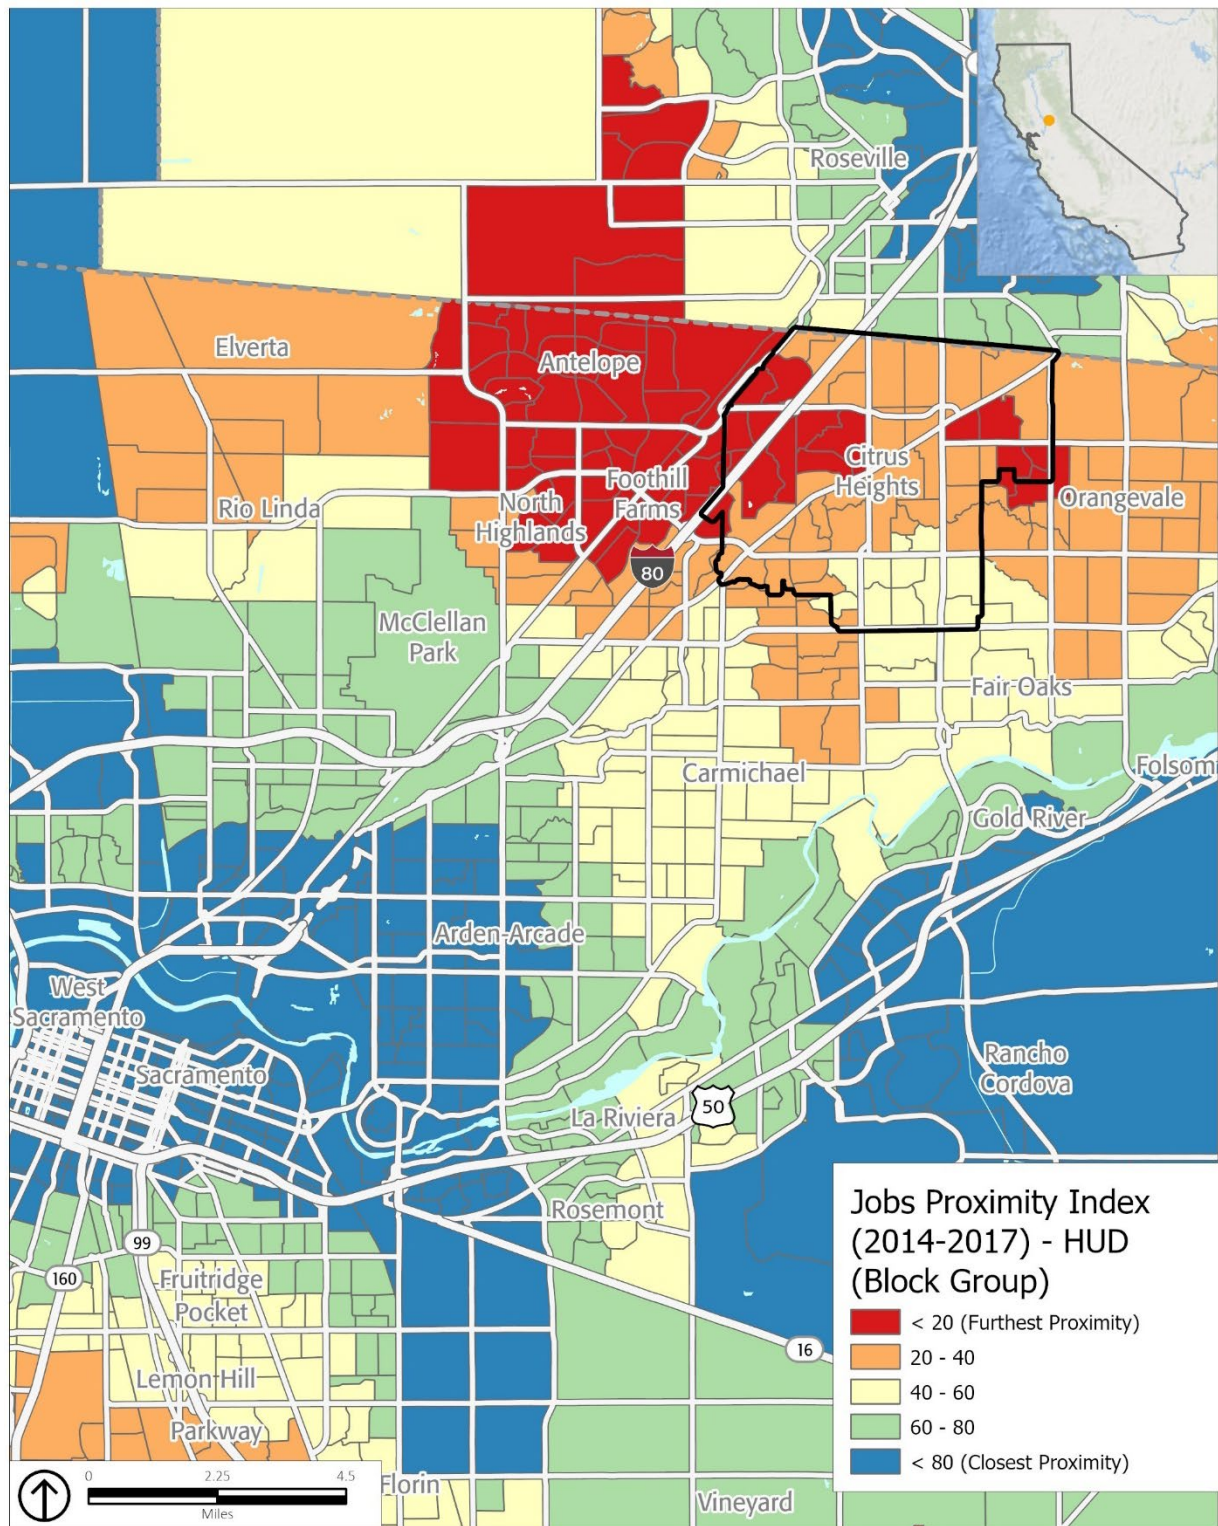 Roseville
Elverta
Antelope
Citrus
Heights
Foothill
Farms
Orangevale
North
Highlands
Rio Linda
80
McClellan
Park
Fair Oaks
Carmichael
Folsom
Gold River
Arden-Arcade
West
Sacramento
Sacramento
Rancho
Cordova
La Riviera
50
Rosemont
99
160
Fruitridge
Pocket
16
Lemon Hill
Parkway
Florin
Vineyard
Jobs Proximity Index
(2014-2017) - HUD
(Block Group)
< 20 (Furthest Proximity)
20 - 40
40 - 60
60 - 80
< 80 (Closest Proximity)
0 2.25 4.5
Miles